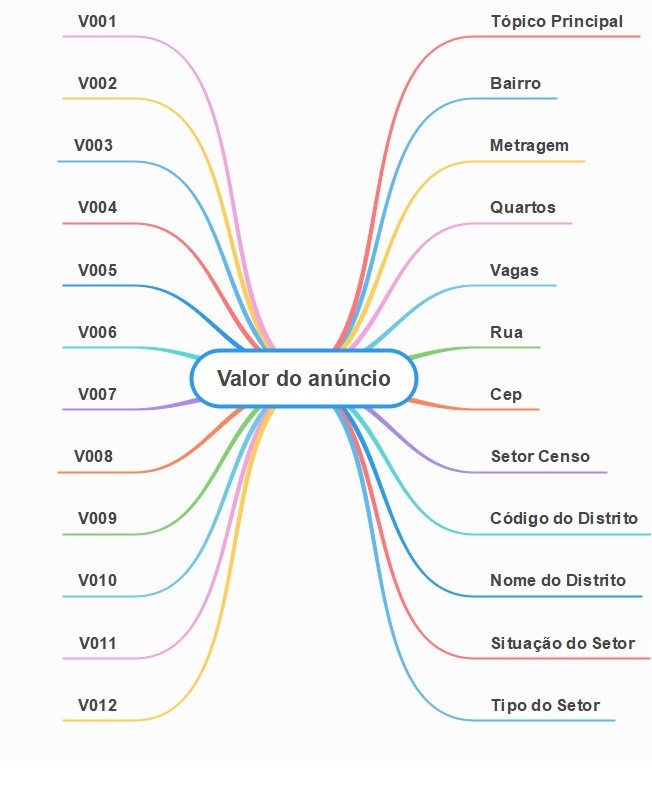 V001
V002
V003
V004
V005
V006
V007
V008
V009
V010
V011
V012
Valor do anúncio
Tópico Principal
Bairro
Metragem
Quartos
Vagas
Rua
Cep
Setor Censo
Código do Distrito
Nome do Distrito
Situação do Setor
Tipo do Setor